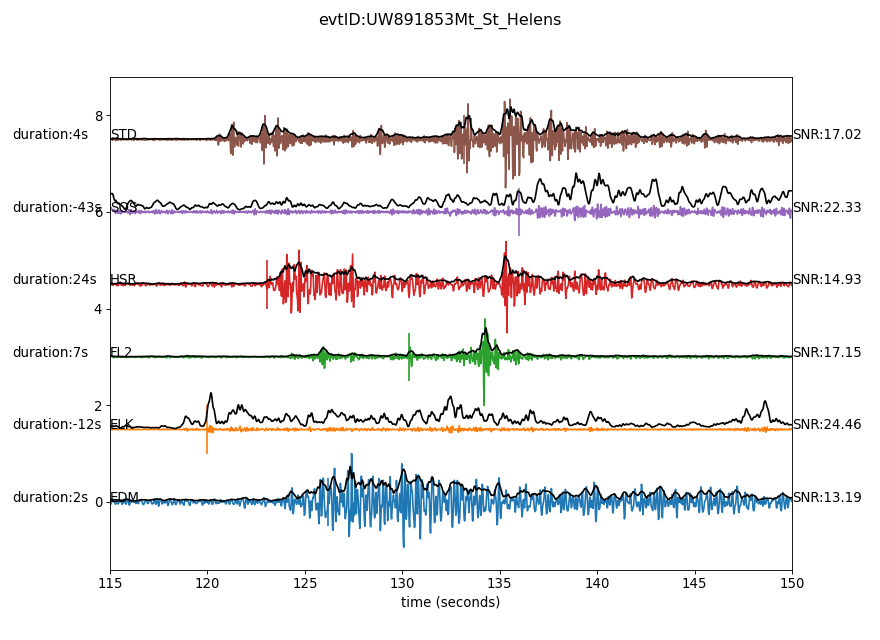 evtID:UW891853Mt_St_Helens
8
duration:4s STD SNR:17.02
duration:-43s SOS SNR:22.33
6
duration:24s HSR SNR:14.93
4
duration:7s FL2 SNR:17.15
2
duration:-12s ELK SNR:24.46
duration:2s EDM SNR:13.19
0
115 120 125 130 135 140 145 150
time (seconds)